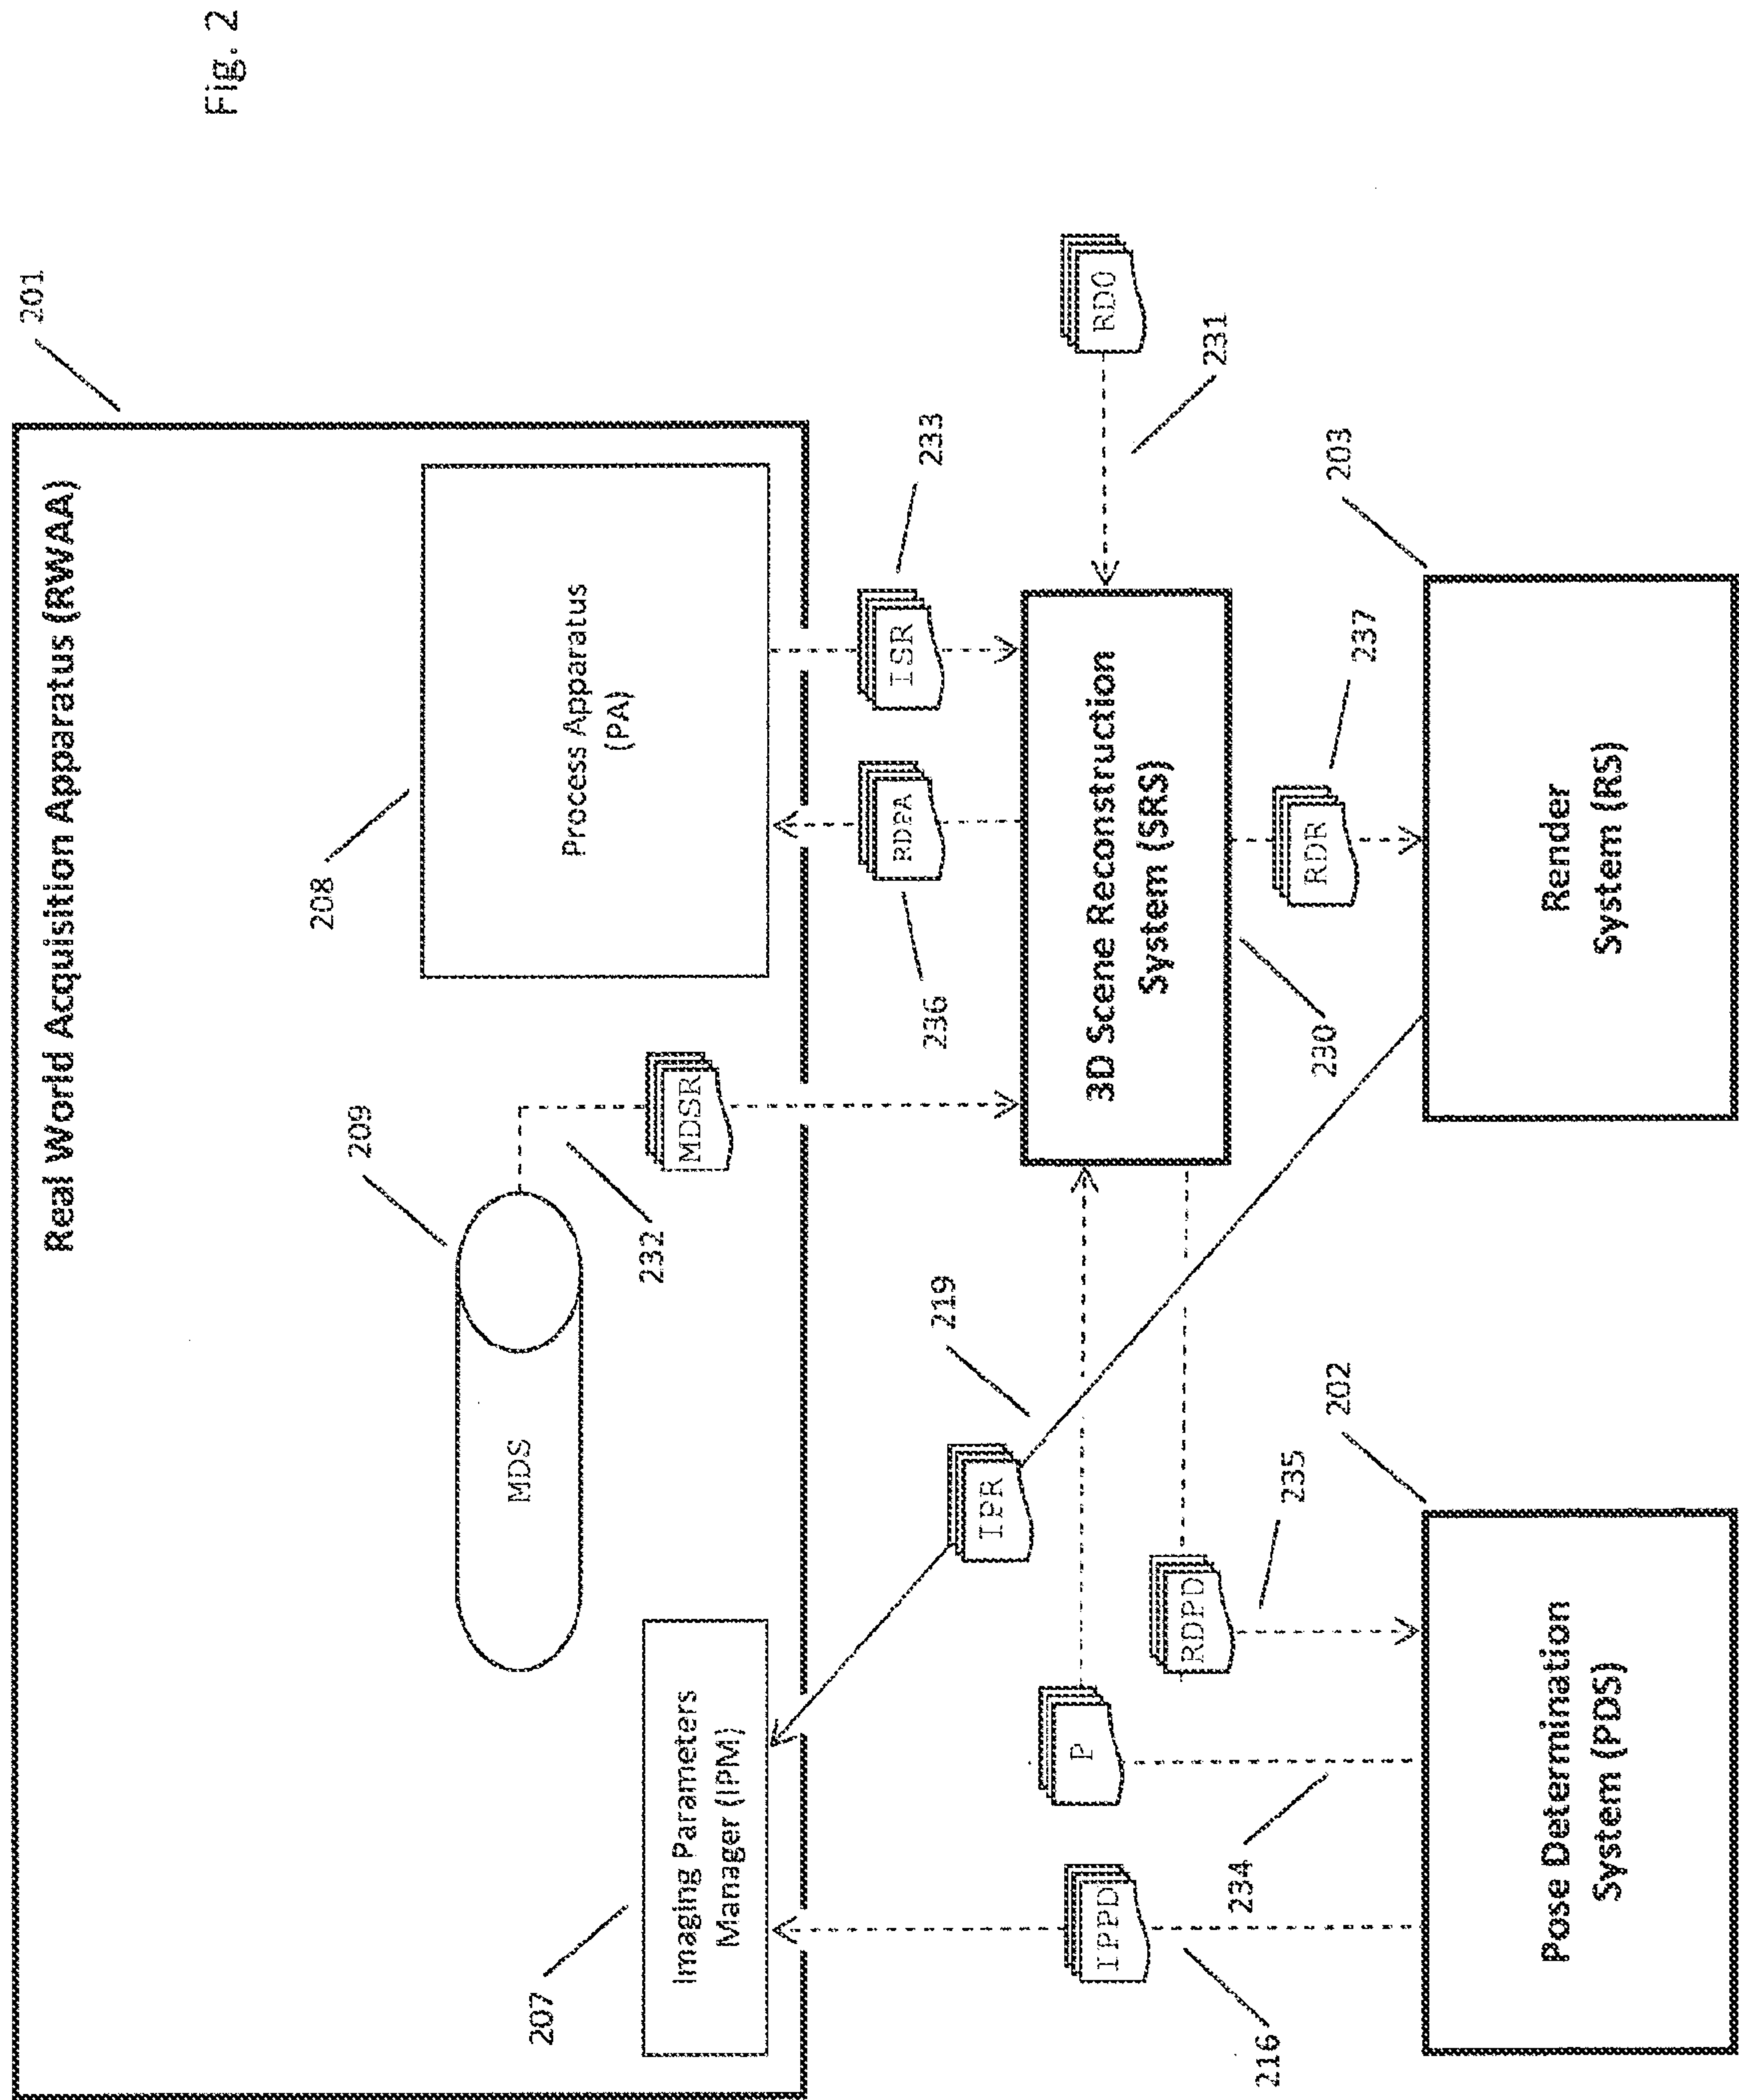 Fig. 2
201
Real World Acquisition Apparatus (RWAA)
207
Imaging Parameters
Manager (IPM)
MDS
209
208
Process Apparatus
(PA)
232
MDSR
236
RDPA
ISR
233
216
IPPD
234
P
IPR
219
235
RDPD
3D Scene Reconstruction
System (SRS)
230
RDR
237
RDO
231
202
Pose Determination
System (PDS)
203
Render
System (RS)